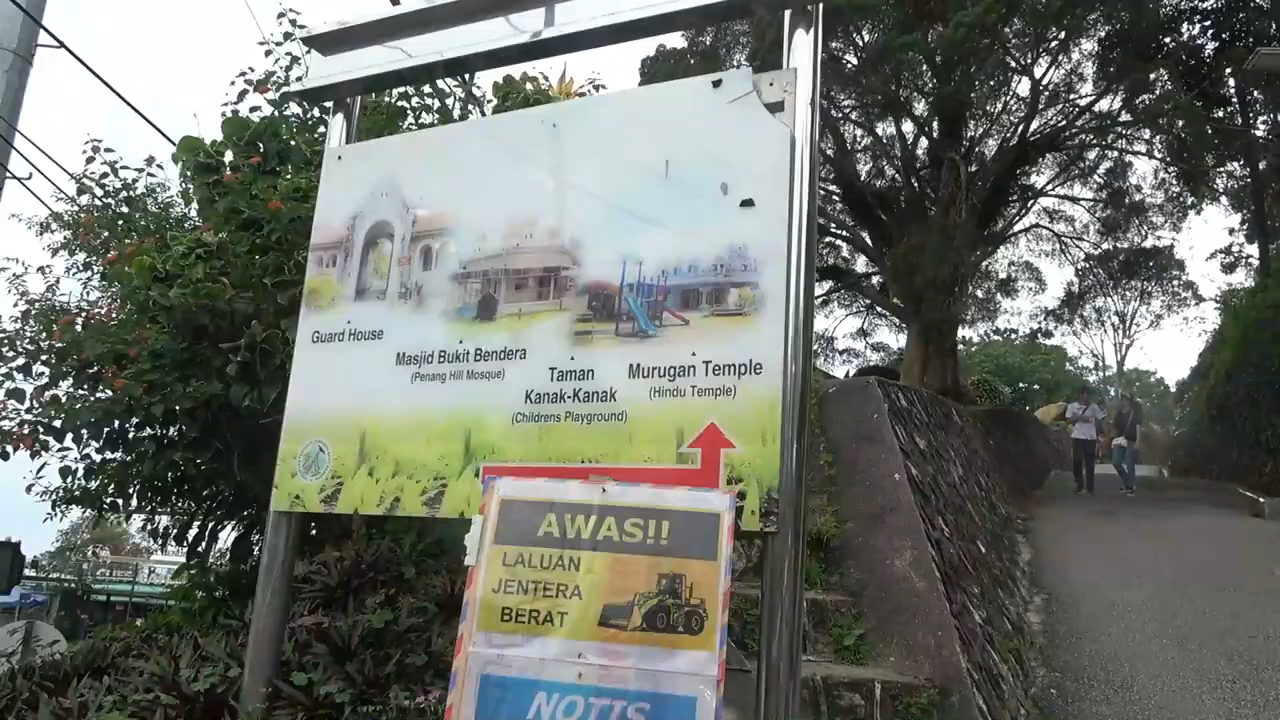 Guard House
Masjid Bukit Bendera
(Penang Hill Mosque)
Taman
Kanak-Kanak
(Childrens Playground)
Murugan Temple
(Hindu Temple)
AWAS!!
LALUAN
JENTERA
BERAT
NOTIS